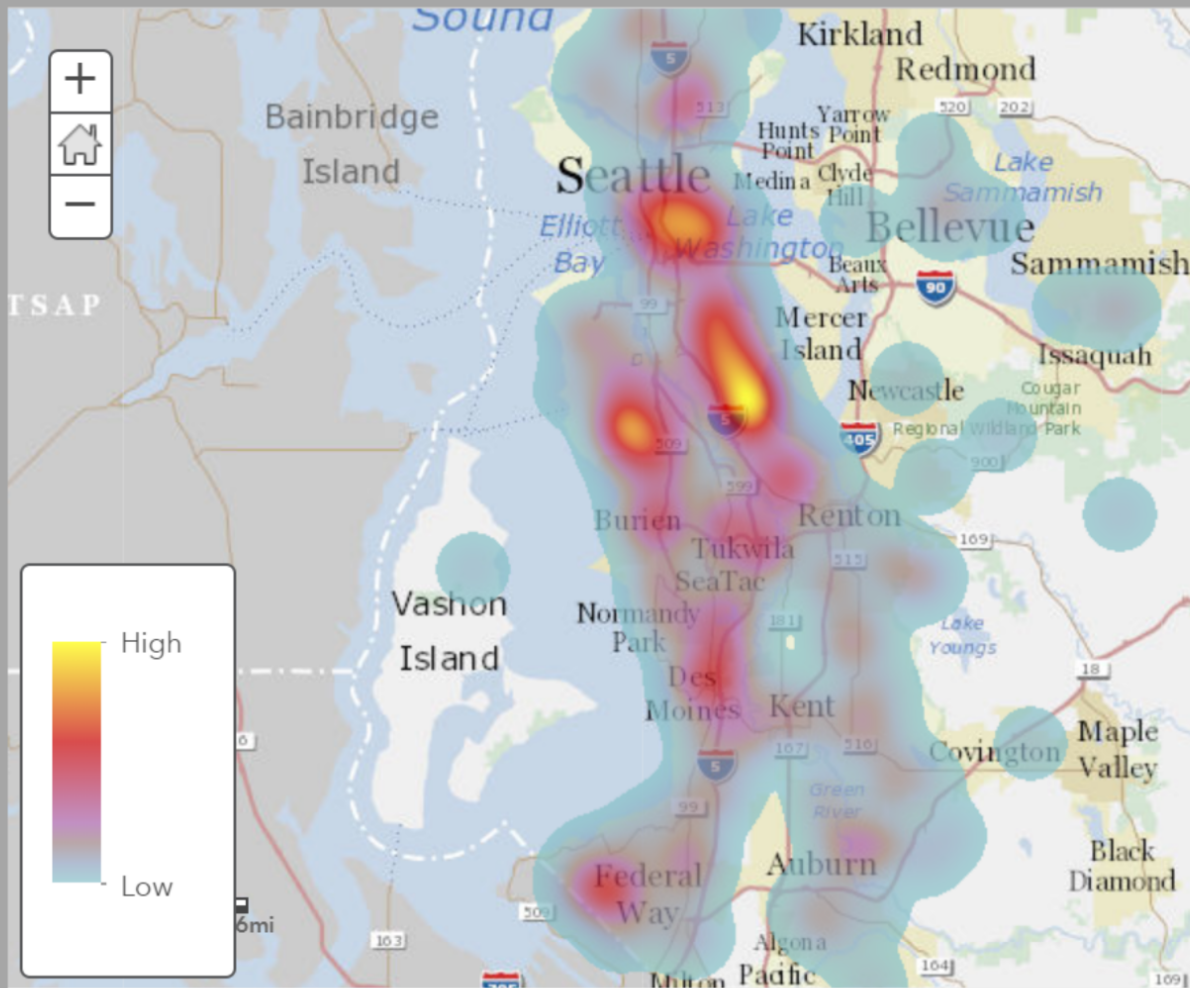 Sound
Kirkland
Redmond
5
513
520
202
+
Bainbridge
Island
Hunts
Point
Yarrow
Point
Seattle
Medina
Clyde
Hill
Lake
Sammamish
Elliott
Bay
Lake
Washington
Bellevue
−
Beaux
Arts
90
Sammamish
TSAP
99
Mercer
Island
Issaquah
Newcastle
Cougar
Mountain
Regional Wildland Park
5
405
509
900
599
Burien
Renton
Tukwila
SeaTac
169
515
Vashon
Island
Normandy
Park
181
Lake
Youngs
High
Low
18
Des
Moines
Kent
6
167
516
Covington
Maple
Valley
5
99
Green
River
Federal
Way
Auburn
Black
Diamond
6mi
509
163
Algona
Pacific
Milton
164
169